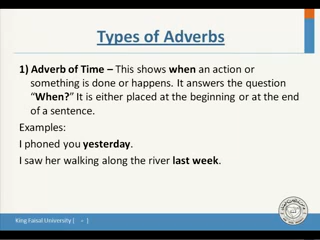 Types of Adverbs
1) Adverb of Time – This shows when an action or
something is done or happens. It answers the question
“When?” It is either placed at the beginning or at the end
of a sentence.
Examples:
I phoned you yesterday.
I saw her walking along the river last week.
King Faisal University |